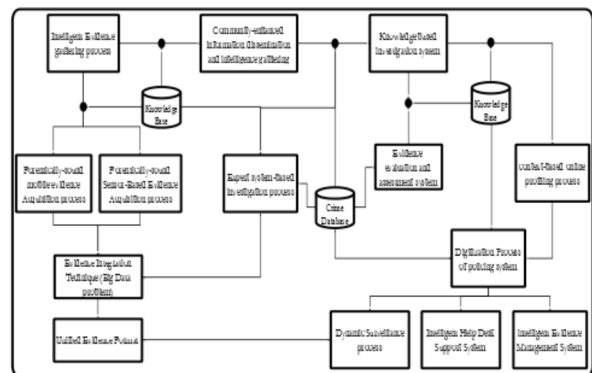 Intelligent Evidence
gathering process
Community-enhanced
information dissemination
and intelligence gathering
Knowledge based
investigation system
Knowledge
Base
Knowledge
Base
Potentially-sound
mobile evidence
Acquisition process
Potentially-sound
Sensor-Based Evidence
Acquisition process
Expert system-based
investigation process
Evidence
evaluation and
assessment system
context-based online
profiling process
Crime
Database
Evidence Integration
Technique (Big Data
problem)
Digitization Process
of policing system
Unified Evidence Format
Dynamic Surveillance
process
Intelligent Help Desk
Support System
Intelligent Evidence
Management System